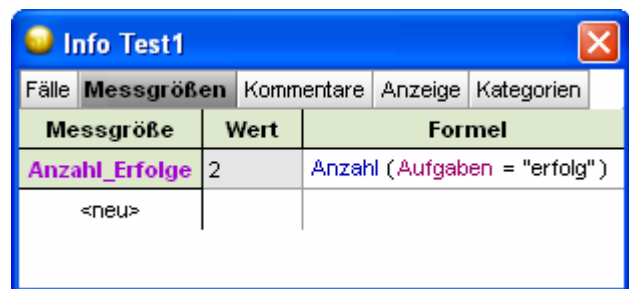 Info Test1
Fälle Messgrößen Kommentare Anzeige Kategorien
Messgröße Wert Formel
Anzahl_Erfolge 2 Anzahl (Aufgaben = "erfolg")
<neu>